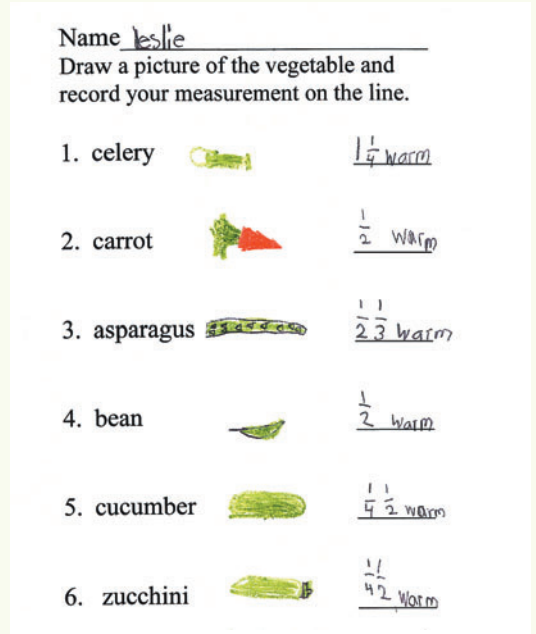 Name leslie
Draw a picture of the vegetable and
record your measurement on the line.
1. celery 1 1/4 warm
2. carrot 1/2 warm
3. asparagus 1/2 1/3 warm
4. bean 1/2 warm
5. cucumber 1/4 1/2 warm
6. zucchini 1/4 1/2 warm